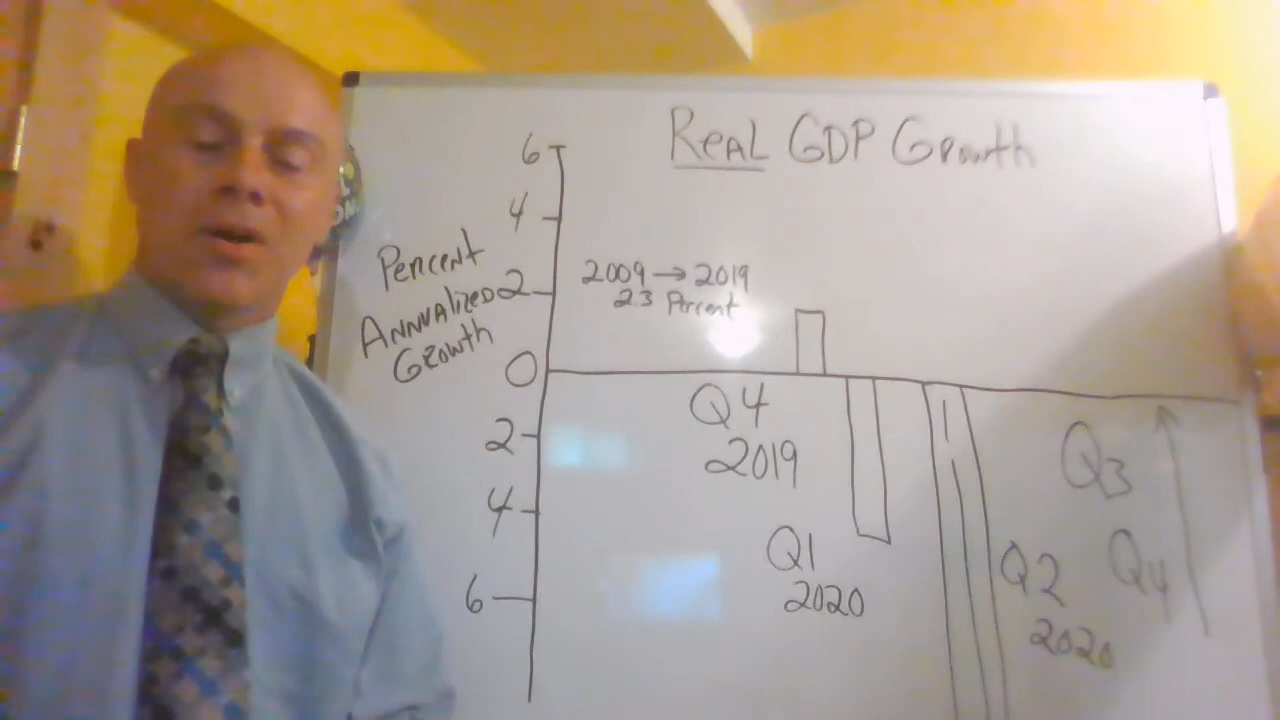 Real GDP Growth
6
4
2
0
2
4
6
Percent
Annualized
Growth
2009 → 2019
2.3 Percent
Q4
2019
Q1
2020
Q2
2020
Q3
Q4